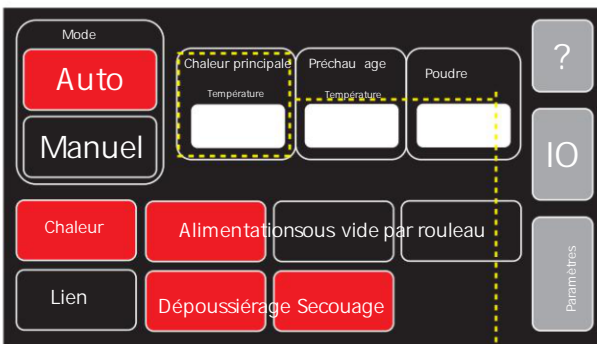 Mode
Auto
Manuel
Chaleur principale
Température
Préchau age
Température
Poudre
?
IO
Chaleur
Alimentationsous vide par rouleau
Lien
Dépoussiérage Secouage
Paramètres